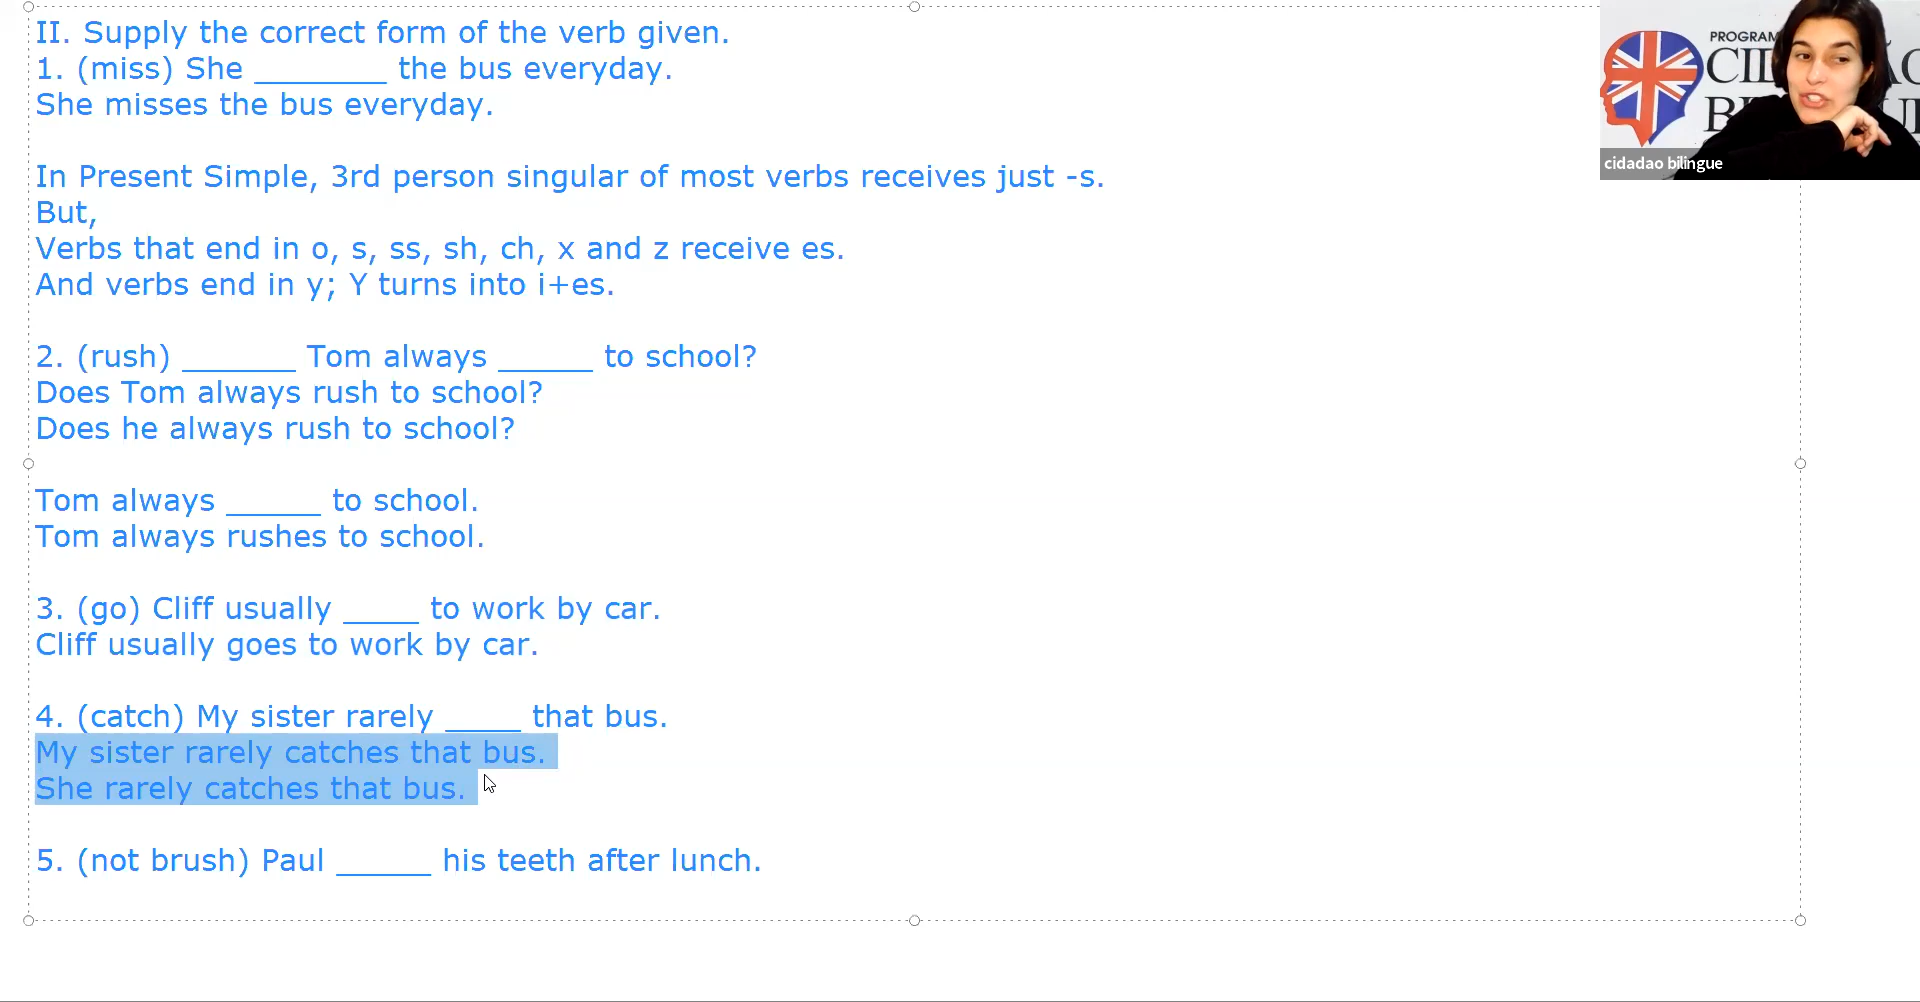 II. Supply the correct form of the verb given.
1. (miss) She _______ the bus everyday.
She misses the bus everyday.
In Present Simple, 3rd person singular of most verbs receives just -s.
But,
Verbs that end in o, s, ss, sh, ch, x and z receive es.
And verbs end in y; Y turns into i+es.
2. (rush) ______ Tom always _____ to school?
Does Tom always rush to school?
Does he always rush to school?
Tom always _____ to school.
Tom always rushes to school.
3. (go) Cliff usually ____ to work by car.
Cliff usually goes to work by car.
4. (catch) My sister rarely ____ that bus.
My sister rarely catches that bus.
She rarely catches that bus.
5. (not brush) Paul _____ his teeth after lunch.
PROGRAM
cidadao bilingue